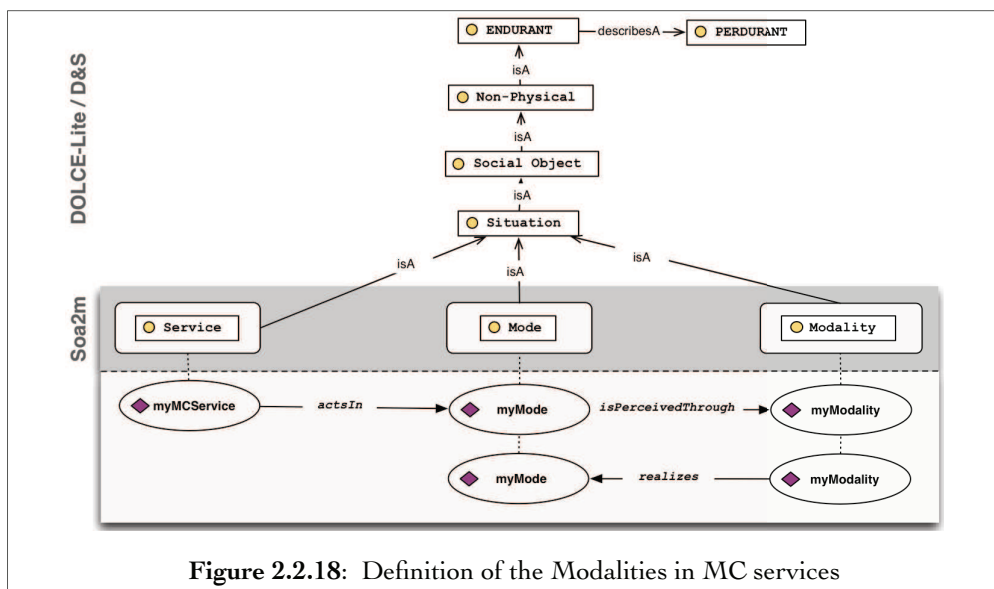 DOLCE-Lite / D&S
ENDURANT
describesA
PERDURANT
isA
Non-Physical
isA
Social Object
isA
Situation
isA
isA
isA
Soa2m
Service
Mode
Modality
myMCService
actsIn
myMode
isPerceivedThrough
myModality
myMode
realizes
myModality
Figure 2.2.18: Definition of the Modalities in MC services